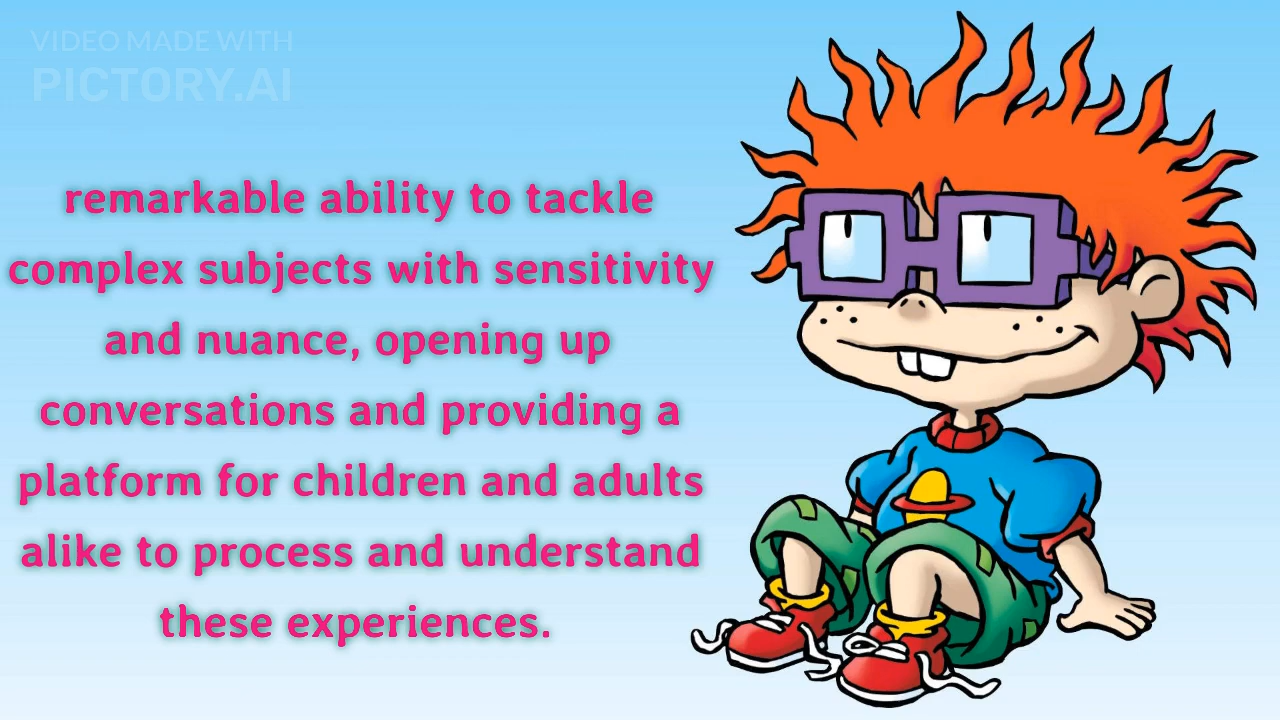 VIDEO MADE WITH
PICTORY.AI
remarkable ability to tackle
complex subjects with sensitivity
and nuance, opening up
conversations and providing a
platform for children and adults
alike to process and understand
these experiences.